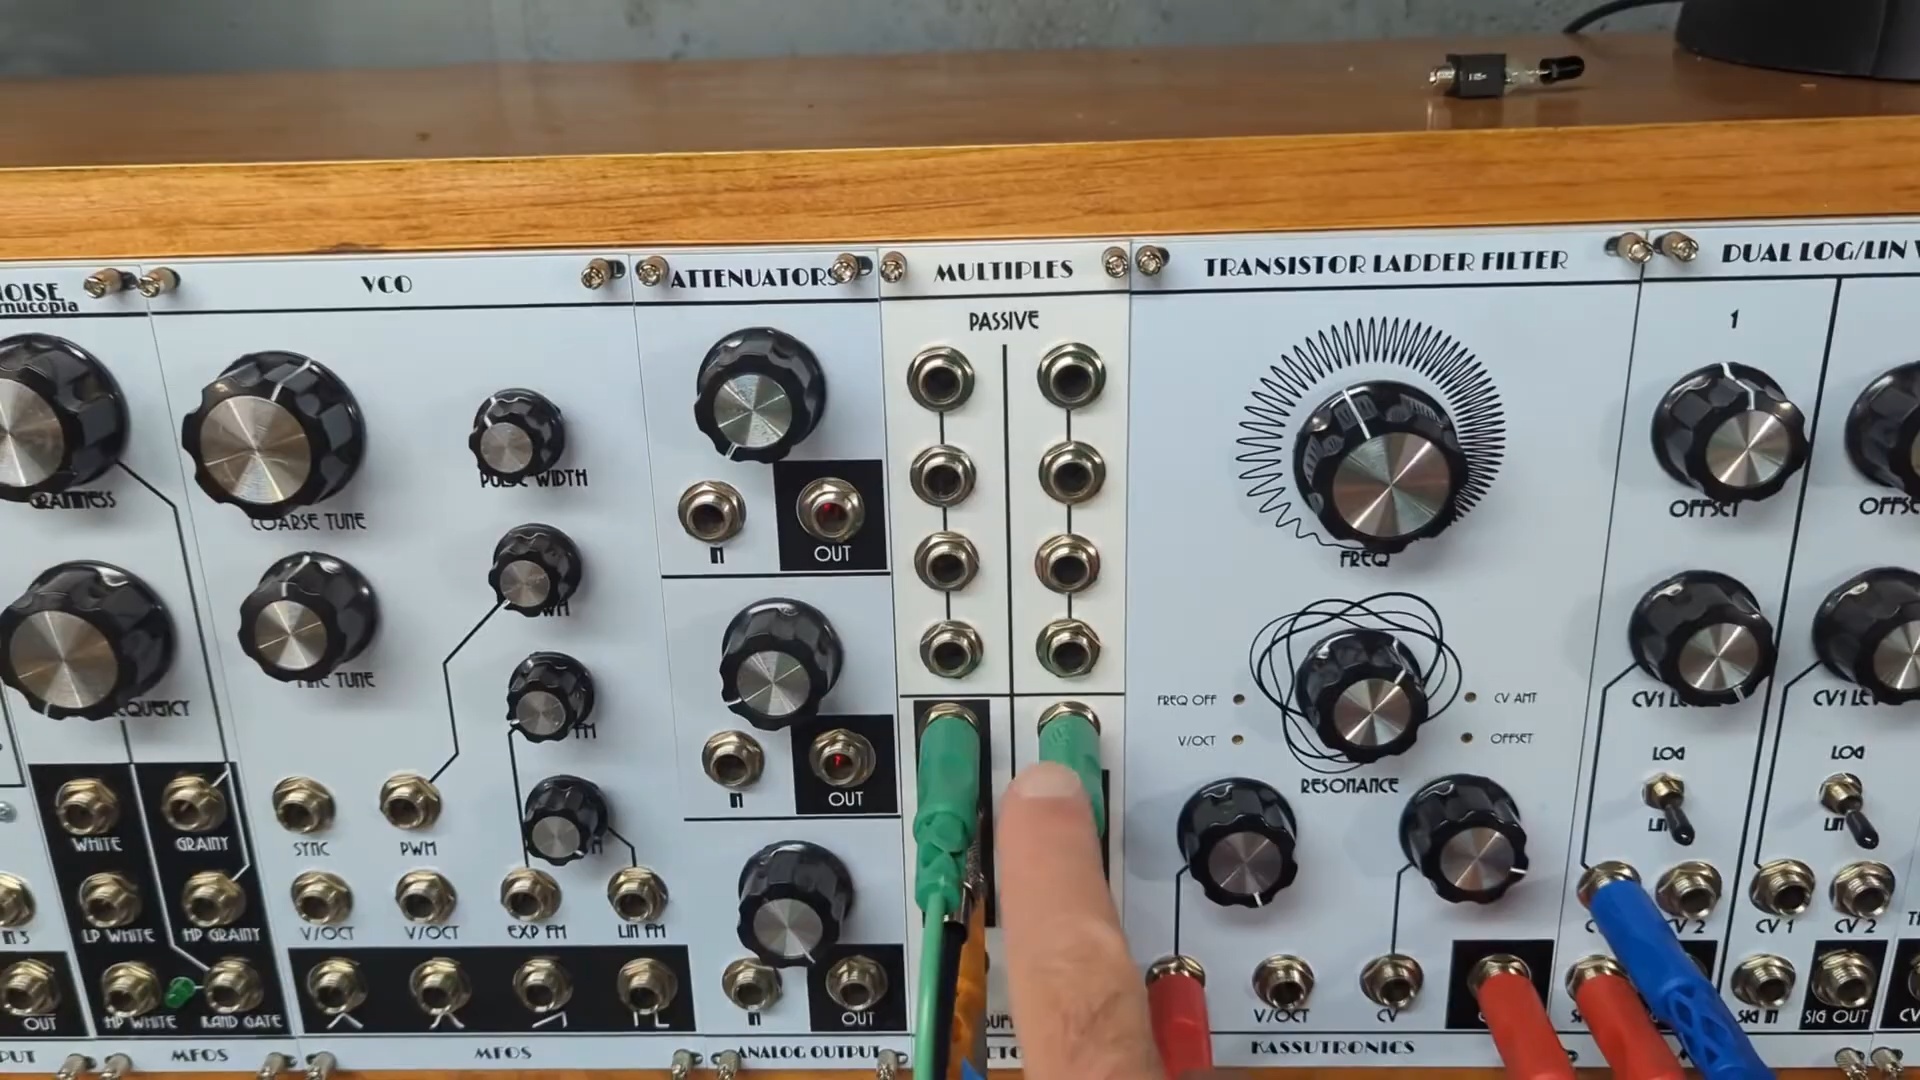 VCO
ATTENUATORS
MULTIPLES
TRANSISTOR LADDER FILTER
DUAL LOG/LIN
PASSIVE
1
GRAININESS
COARSE TUNE
PULSE WIDTH
IN
OUT
FREQ
OFFSET
FINE TUNE
FREQ OFF
CV AMT
V/OCT
OFFSET
RESONANCE
LOG
LOG
LIN
LIN
IN
OUT
WHITE
GRAINY
SYNC
PWM
LP WHITE
HP GRAINY
V/OCT
V/OCT
EXP FM
LIN FM
CV 1
CV 2
OUT
HP WHITE
RAND GATE
IN
OUT
V/OCT
CV
SIG IN
SIG OUT
MFOS
MFOS
ANALOG OUTPUT
KASSUTRONICS